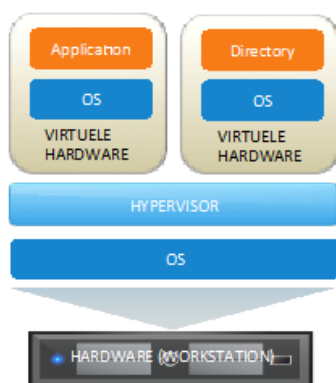 Application
Directory
OS
OS
VIRTUELE
HARDWARE
VIRTUELE
HARDWARE
HYPERVISOR
OS
HARDWARE (WORKSTATION)